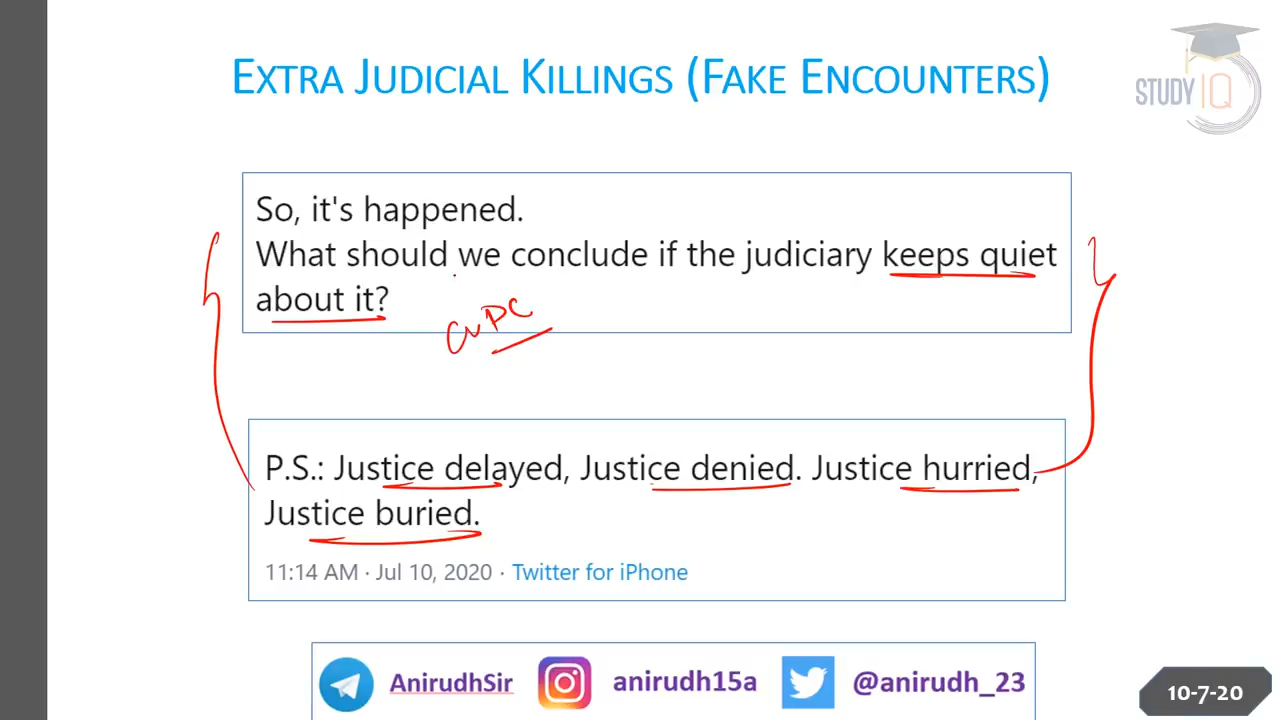 EXTRA JUDICIAL KILLINGS (FAKE ENCOUNTERS)
STUDY IQ
So, it's happened.
What should we conclude if the judiciary keeps quiet
about it?
P.S.: Justice delayed, Justice denied. Justice hurried,
Justice buried.
11:14 AM · Jul 10, 2020 · Twitter for iPhone
AnirudhSir anirudh15a @anirudh_23
10-7-20